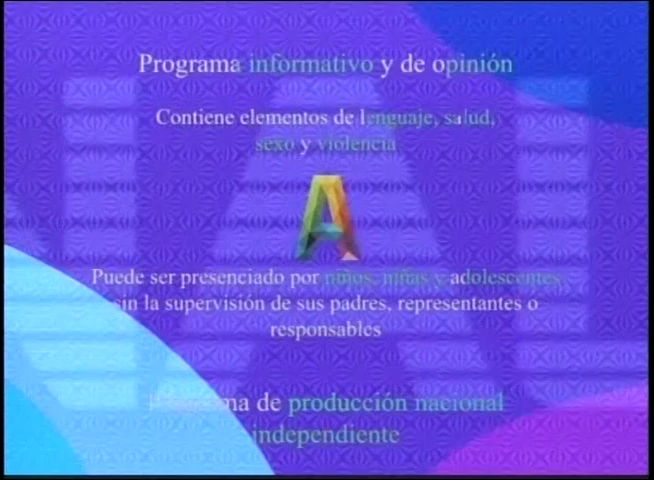 Programa informativo y de opinión
Contiene elementos de lenguaje, salud,
sexo y violencia
A
Puede ser presenciado por niños, niñas y adolescentes
sin la supervisión de sus padres, representantes o
responsables
Programa de producción nacional
independiente